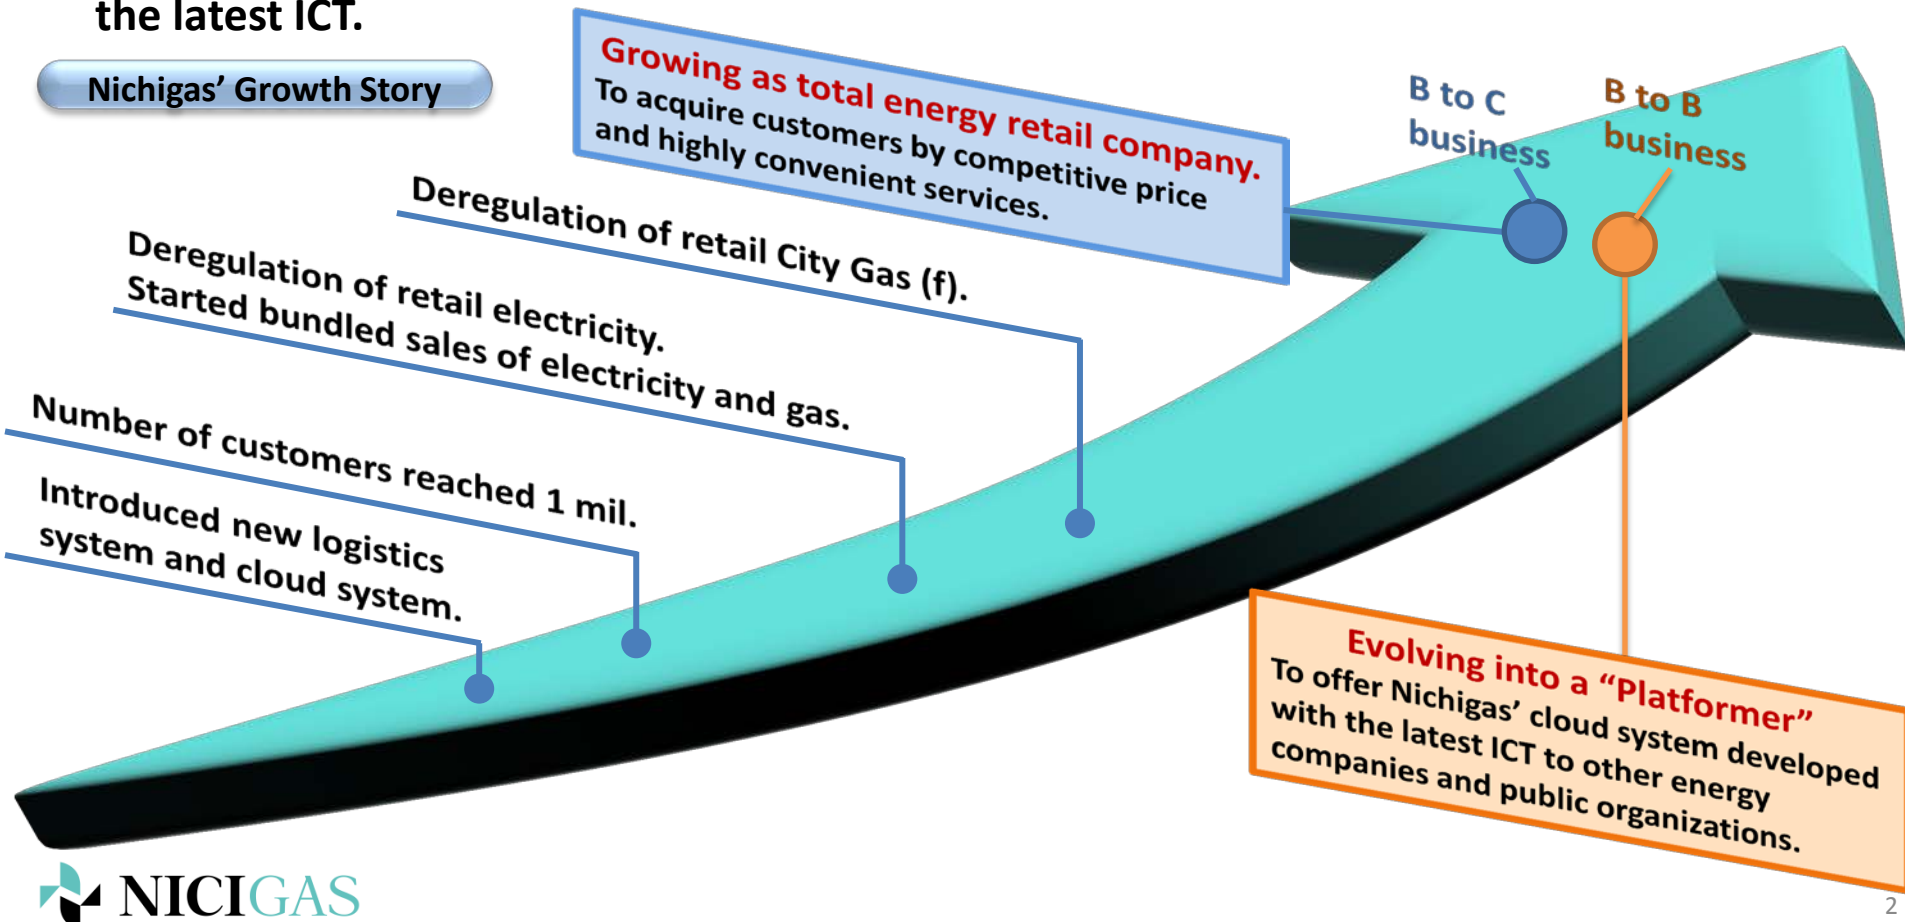 the latest ICT.
Nichigas’ Growth Story
Growing as total energy retail company.
To acquire customers by competitive price
and highly convenient services.
B to C
business
B to B
business
Deregulation of retail City Gas (f).
Deregulation of retail electricity.
Started bundled sales of electricity and gas.
Number of customers reached 1 mil.
Introduced new logistics
system and cloud system.
Evolving into a “Platformer”
To offer Nichigas’ cloud system developed
with the latest ICT to other energy
companies and public organizations.
NICIGAS
2